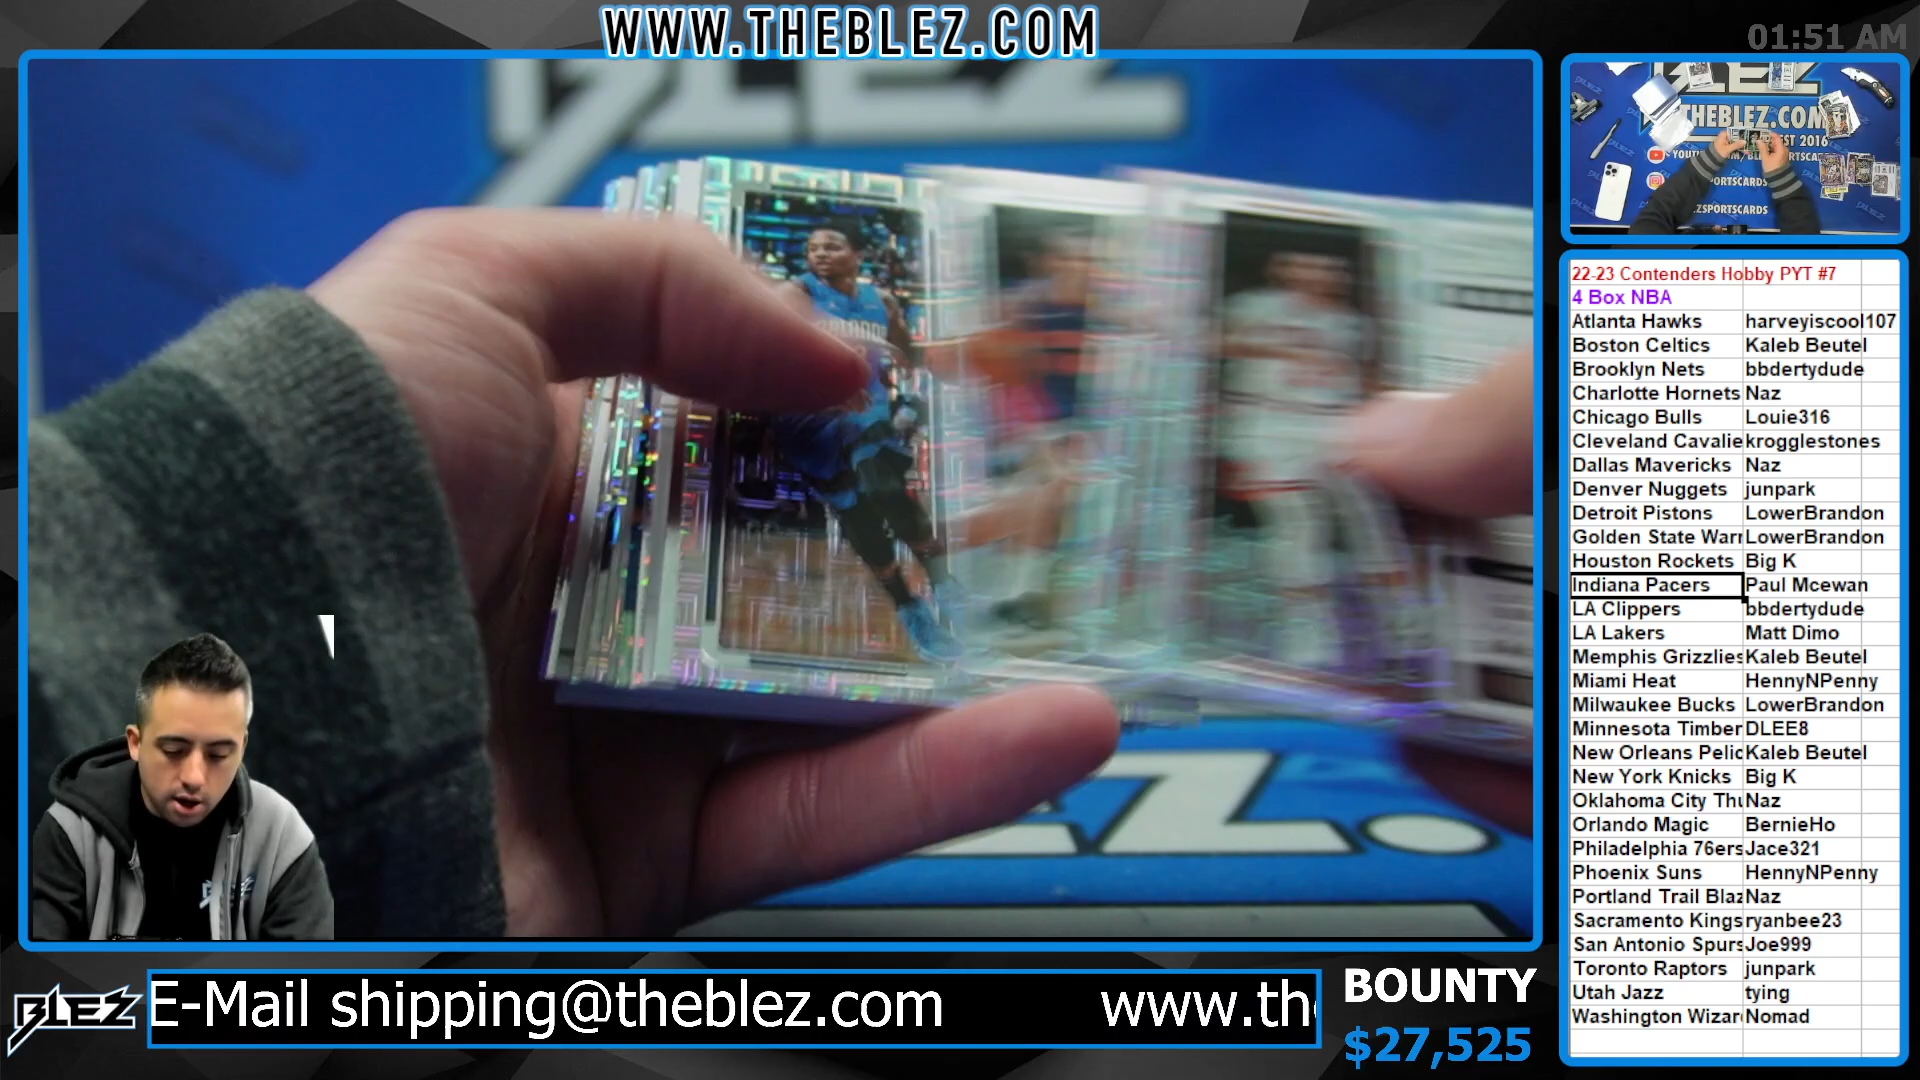 WWW.THEBLEZ.COM
01:51 AM
BLEZ
THEBLEZ.COM
EST 2016
22-23 Contenders Hobby PYT #7
4 Box NBA
Atlanta Hawks harveyiscool107
Boston Celtics Kaleb Beutel
Brooklyn Nets bbdertydude
Charlotte Hornets Naz
Chicago Bulls Louie316
Cleveland Cavalie krogglestones
Dallas Mavericks Naz
Denver Nuggets junpark
Detroit Pistons LowerBrandon
Golden State Warr LowerBrandon
Houston Rockets Big K
Indiana Pacers Paul Mcewan
LA Clippers bbdertydude
LA Lakers Matt Dimo
Memphis Grizzlies Kaleb Beutel
Miami Heat HennyNPenny
Milwaukee Bucks LowerBrandon
Minnesota Timber DLEE8
New Orleans Pelic Kaleb Beutel
New York Knicks Big K
Oklahoma City Thu Naz
Orlando Magic BernieHo
Philadelphia 76ers Jace321
Phoenix Suns HennyNPenny
Portland Trail Blaz Naz
Sacramento Kings ryanbee23
San Antonio Spurs Joe999
Toronto Raptors junpark
Utah Jazz tying
Washington Wizar Nomad
BLEZ
E-Mail shipping@theblez.com www.th
BOUNTY
$27,525